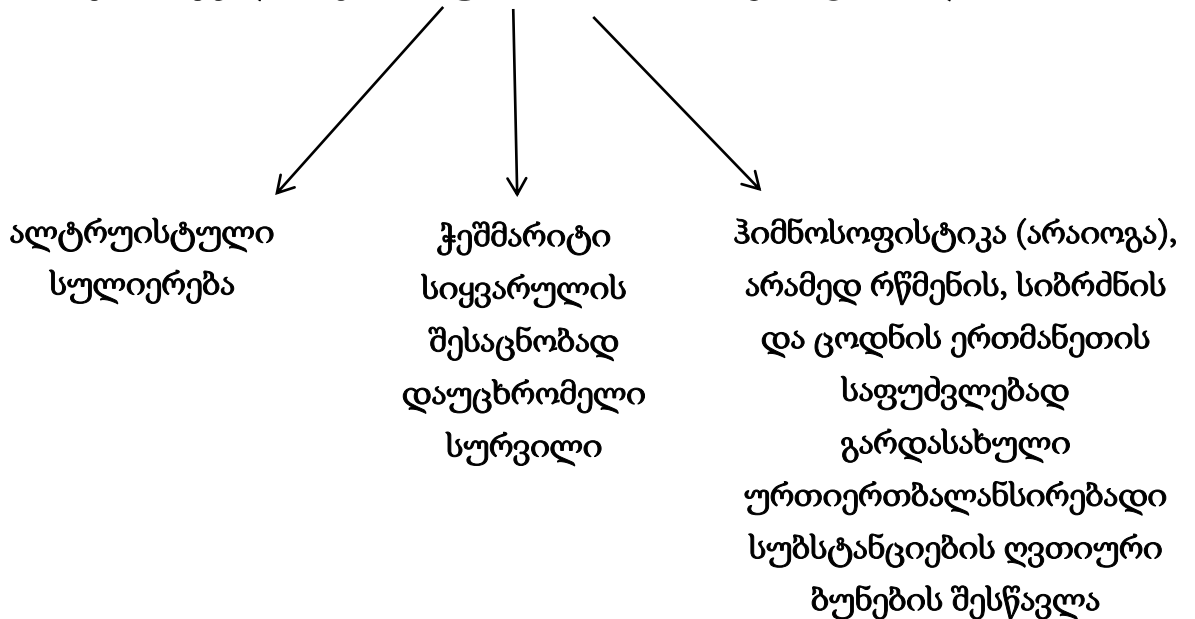 ალტრუისტული
სულიერება
ჭეშმარიტი
სიყვარულის
შესაცნობად
დაუცხრომელი
სურვილი
ჰიმნოსოფისტიკა (არაიოგა),
არამედ რწმენის, სიბრძნის
და ცოდნის ერთმანეთის
საფუძვლებად
გარდასახული
ურთიერთბალანსირებადი
სუბსტანციების ღვთიური
ბუნების შესწავლა